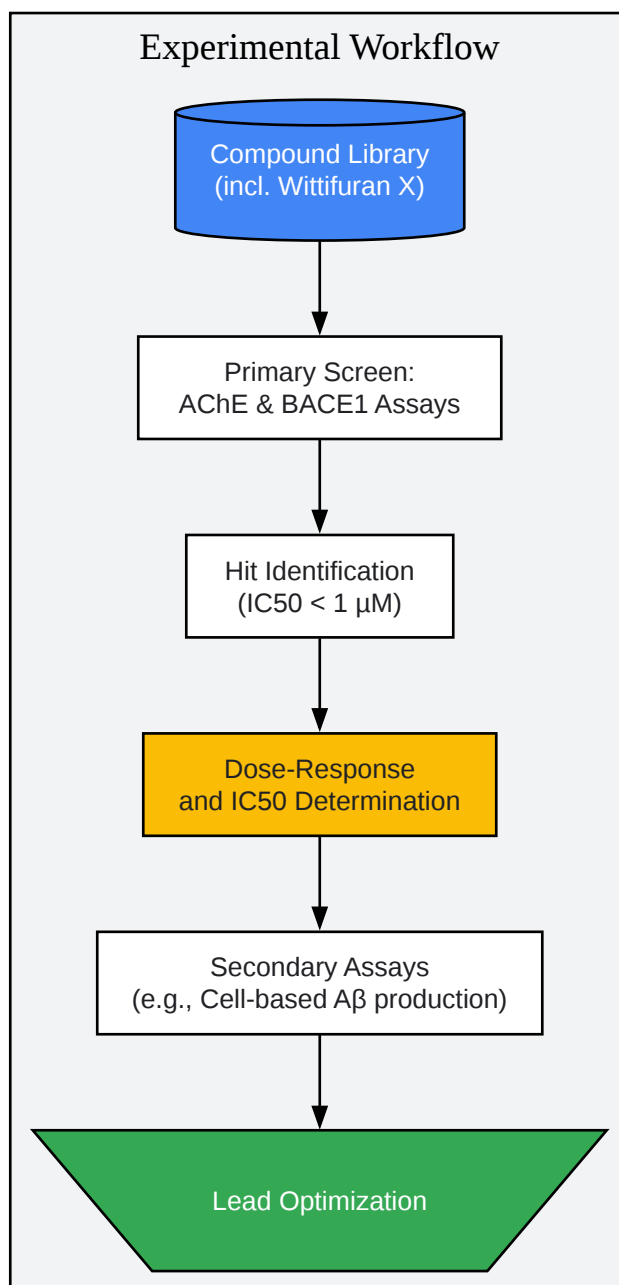 Experimental Workflow
Compound Library
(incl. Wittifuran X)
Primary Screen:
AChE & BACE1 Assays
Hit Identification
(IC50 < 1 µM)
Dose-Response
and IC50 Determination
Secondary Assays
(e.g., Cell-based Aβ production)
Lead Optimization